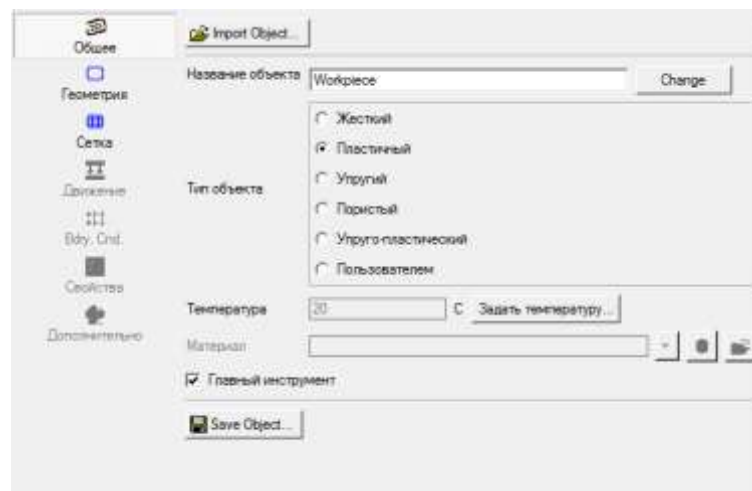 Общее
Import Object...
Название объекта
Workpiece
Change
Геометрия
Сетка
Движение
Bdry. Cnd.
Свойства
Дополнительно
Тип объекта
Жесткий
Пластичный
Упругий
Пористый
Упруго-пластический
Пользователем
Температура
20
C
Задать температуру...
Материал
Главный инструмент
Save Object...